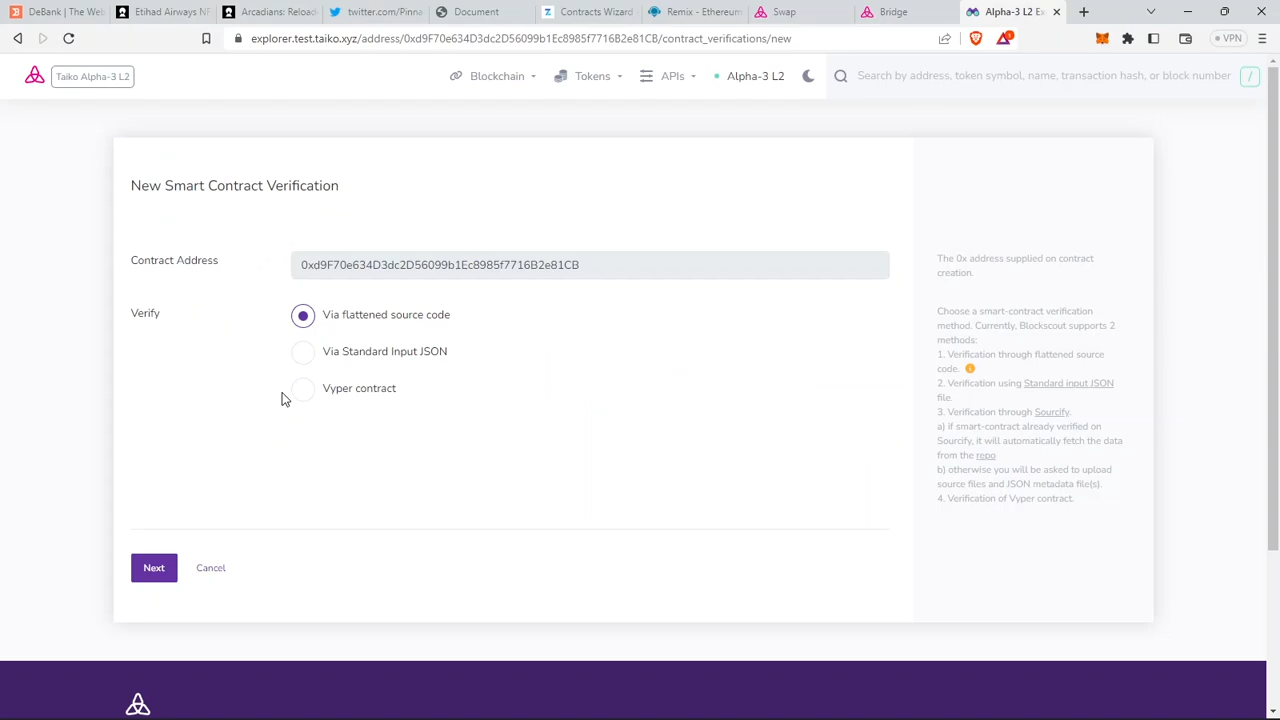 DeBank | The Web
Etihad Airways NF
Arcadians: Reload
twitter.com/Pinna
Document
Contracts Wizard
Remix - Ethereum
Swap
Bridge
Alpha-3 L2 Ex
explorer.test.taiko.xyz/address/0xd9F70e634D3dc2D56099b1Ec8985f7716B2e81CB/contract_verifications/new
1
VPN
Taiko Alpha-3 L2
Blockchain
Tokens
APIs
Alpha-3 L2
Search by address, token symbol, name, transaction hash, or block number
/
New Smart Contract Verification
Contract Address
0xd9F70e634D3dc2D56099b1Ec8985f7716B2e81CB
The 0x address supplied on contract
creation.
Verify
Via flattened source code
Via Standard Input JSON
Vyper contract
Choose a smart-contract verification
method. Currently, Blockscout supports 2
methods:
1. Verification through flattened source
code.
2. Verification using Standard input JSON
file.
3. Verification through Sourcify.
a) if smart-contract already verified on
Sourcify, it will automatically fetch the data
from the repo
b) otherwise you will be asked to upload
source files and JSON metadata file(s).
4. Verification of Vyper contract.
Next
Cancel